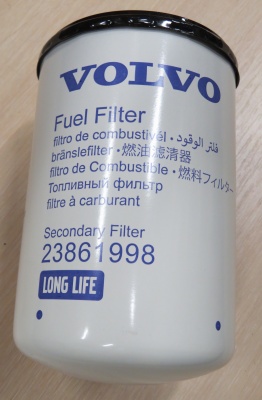 VOLVO
Fuel Filter
filtro de combustível · فلتر الوقود
bränslefilter · 燃油滤清器
filtro de Combustible · 燃料フィルター
Топливный фильтр
filtre à carburant
Secondary Filter
23861998
LONG LIFE